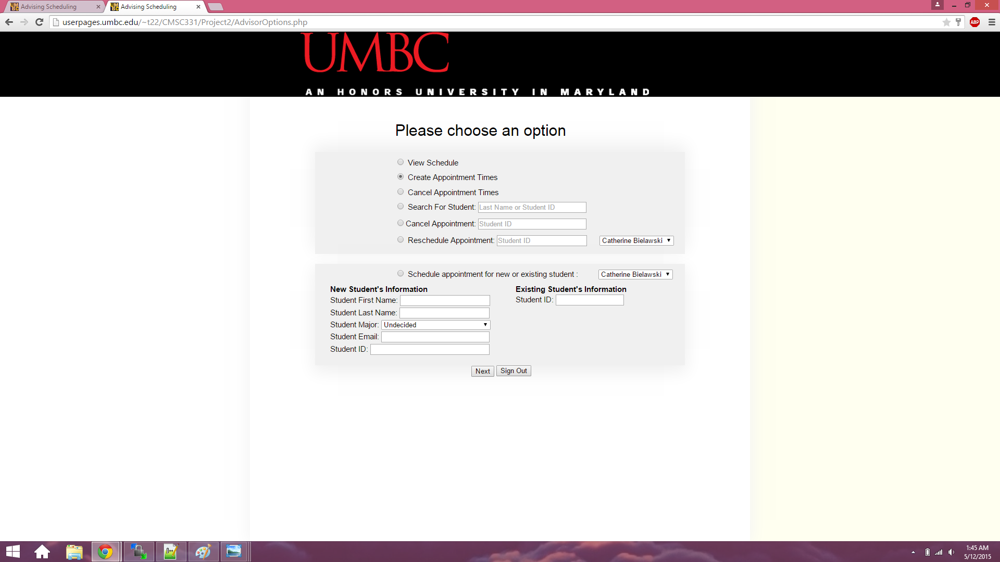 Advising Scheduling
Advising Scheduling
userpages.umbc.edu/~t22/CMSC331/Project2/AdvisorOptions.php
ABP
UMBC
AN HONORS UNIVERSITY IN MARYLAND
Please choose an option
View Schedule
Create Appointment Times
Cancel Appointment Times
Search For Student: Last Name or Student ID
Cancel Appointment: Student ID
Reschedule Appointment: Student ID Catherine Bielawski
Schedule appointment for new or existing student : Catherine Bielawski
New Student's Information
Student First Name:
Student Last Name:
Student Major: Undecided
Student Email:
Student ID:
Existing Student's Information
Student ID:
Next Sign Out
1:45 AM
5/12/2015